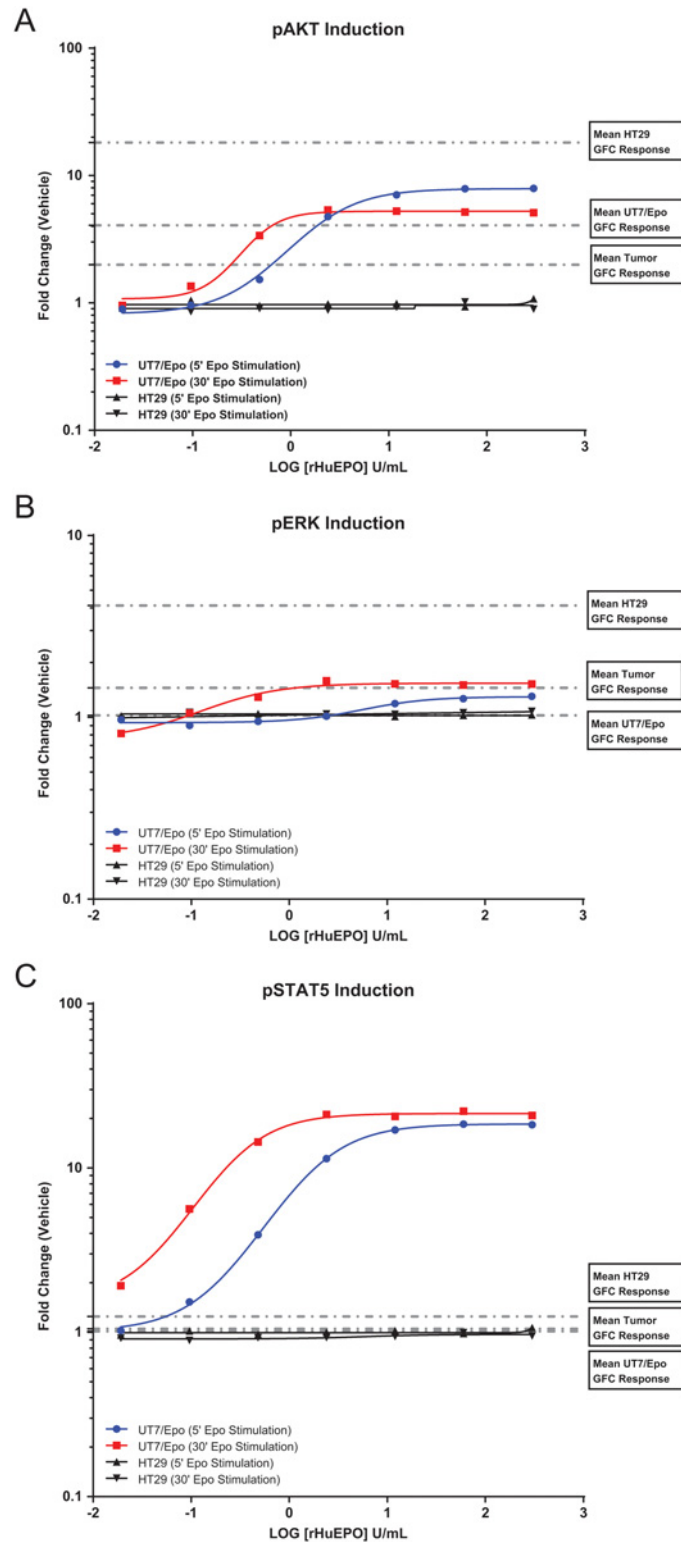 A
pAKT Induction
100
10
1
0.1
Fold Change (Vehicle)
Mean HT29
GFC Response
Mean UT7/Epo
GFC Response
Mean Tumor
GFC Response
UT7/Epo (5' Epo Stimulation)
UT7/Epo (30' Epo Stimulation)
HT29 (5' Epo Stimulation)
HT29 (30' Epo Stimulation)
-2 -1 0 1 2 3
LOG [rHuEPO] U/mL
B
pERK Induction
10
1
0.1
Fold Change (Vehicle)
Mean HT29
GFC Response
Mean Tumor
GFC Response
Mean UT7/Epo
GFC Response
UT7/Epo (5' Epo Stimulation)
UT7/Epo (30' Epo Stimulation)
HT29 (5' Epo Stimulation)
HT29 (30' Epo Stimulation)
-2 -1 0 1 2 3
LOG [rHuEPO] U/mL
C
pSTAT5 Induction
100
10
1
0.1
Fold Change (Vehicle)
Mean HT29
GFC Response
Mean Tumor
GFC Response
Mean UT7/Epo
GFC Response
UT7/Epo (5' Epo Stimulation)
UT7/Epo (30' Epo Stimulation)
HT29 (5' Epo Stimulation)
HT29 (30' Epo Stimulation)
-2 -1 0 1 2 3
LOG [rHuEPO] U/mL